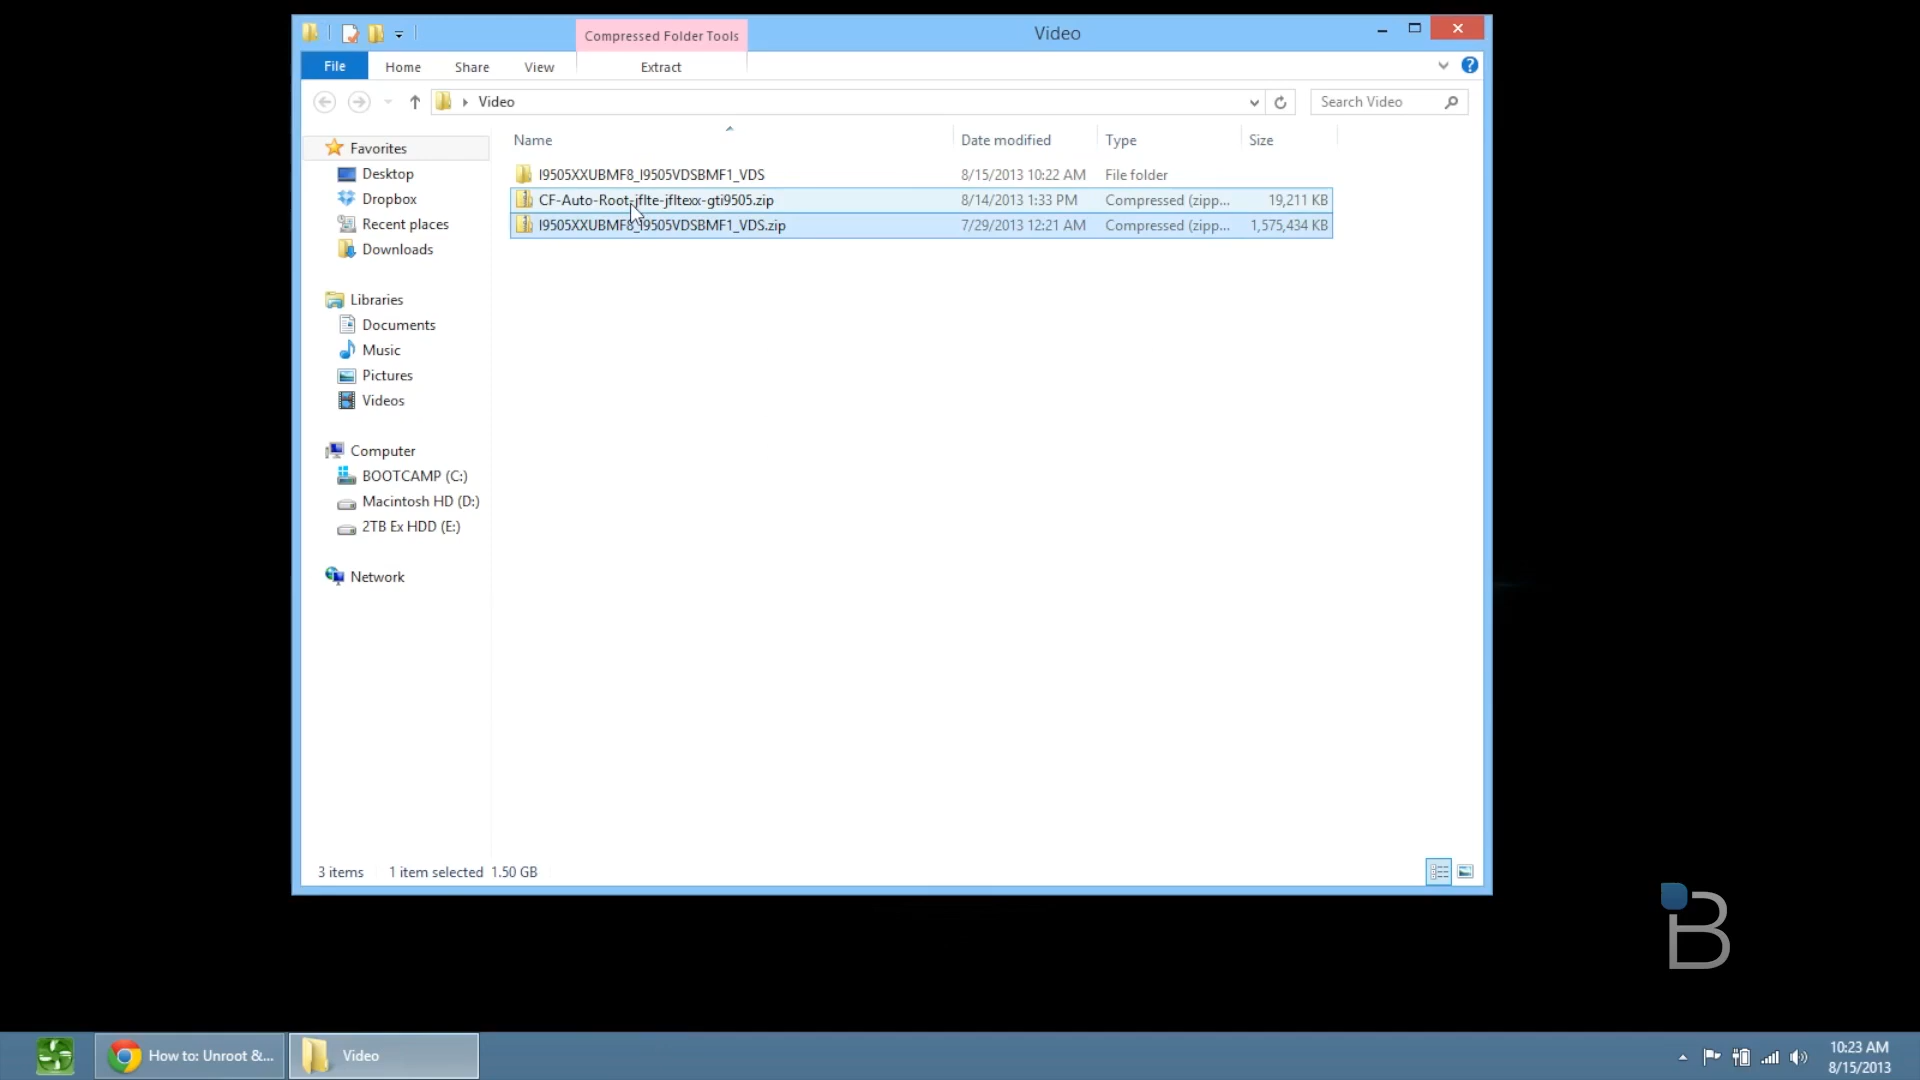 Compressed Folder Tools
Video
File
Home
Share
View
Extract
Video
Search Video
Name
Date modified
Type
Size
Favorites
Desktop
Dropbox
Recent places
Downloads
Libraries
Documents
Music
Pictures
Videos
Computer
BOOTCAMP (C:)
Macintosh HD (D:)
2TB Ex HDD (E:)
Network
I9505XXUBMF8_I9505VDSBMF1_VDS 8/15/2013 10:22 AM File folder
CF-Auto-Root-jflte-jfltexx-gti9505.zip 8/14/2013 1:33 PM Compressed (zipp... 19,211 KB
I9505XXUBMF8_I9505VDSBMF1_VDS.zip 7/29/2013 12:21 AM Compressed (zipp... 1,575,434 KB
3 items 1 item selected 1.50 GB
B
How to: Unroot &...
Video
10:23 AM
8/15/2013